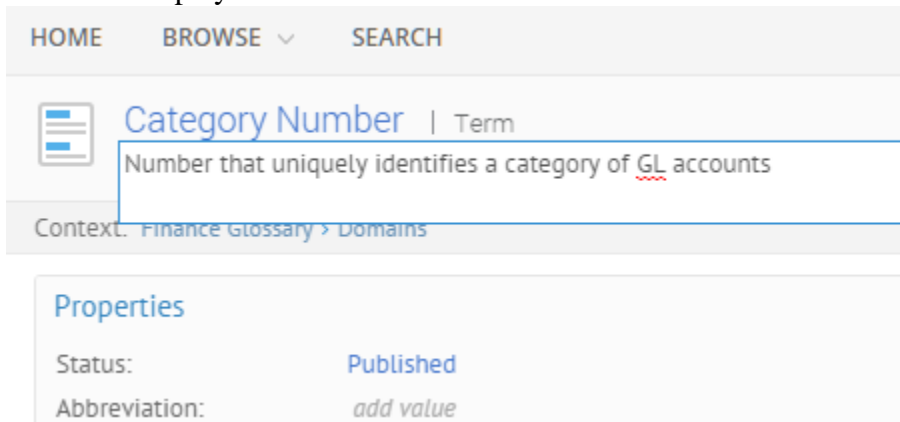 HOME BROWSE SEARCH
Category Number | Term
Number that uniquely identifies a category of GL accounts
Context: Finance Glossary › Domains
Properties
Status: Published
Abbreviation: add value